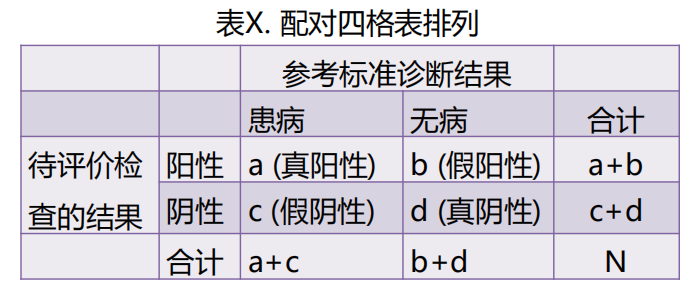 表X. 配对四格表排列
参考标准诊断结果
患病 无病 合计
待评价检 阳性 a (真阳性) b (假阳性) a+b
查的结果 阴性 c (假阴性) d (真阴性) c+d
合计 a+c b+d N